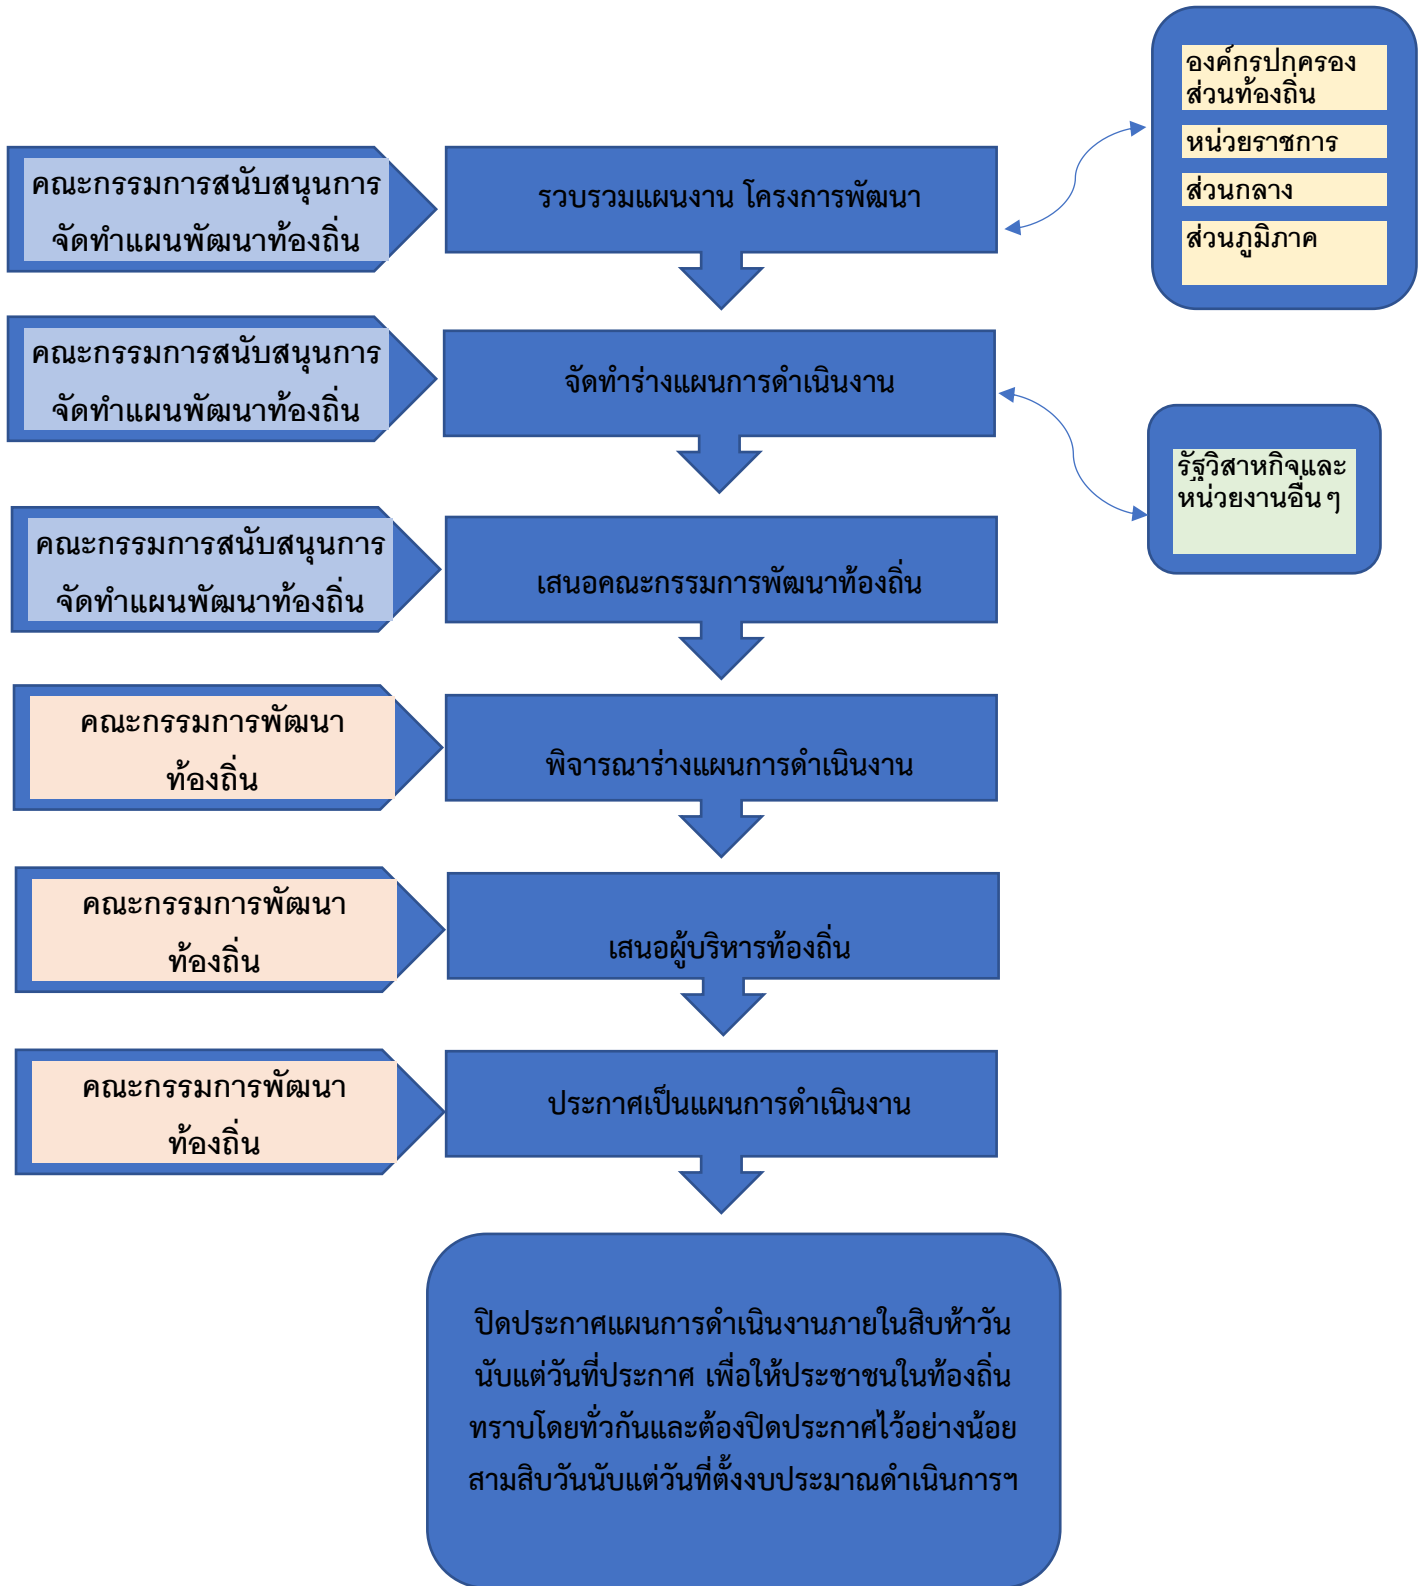 องค์กรปกครอง
ส่วนท้องถิ่น
หน่วยราชการ
ส่วนกลาง
ส่วนภูมิภาค
คณะกรรมการสนับสนุนการ
จัดทำแผนพัฒนาท้องถิ่น
รวบรวมแผนงาน โครงการพัฒนา
คณะกรรมการสนับสนุนการ
จัดทำแผนพัฒนาท้องถิ่น
จัดทำร่างแผนการดำเนินงาน
รัฐวิสาหกิจและ
หน่วยงานอื่น ๆ
คณะกรรมการสนับสนุนการ
จัดทำแผนพัฒนาท้องถิ่น
เสนอคณะกรรมการพัฒนาท้องถิ่น
คณะกรรมการพัฒนา
ท้องถิ่น
พิจารณาร่างแผนการดำเนินงาน
คณะกรรมการพัฒนา
ท้องถิ่น
เสนอผู้บริหารท้องถิ่น
คณะกรรมการพัฒนา
ท้องถิ่น
ประกาศเป็นแผนการดำเนินงาน
ปิดประกาศแผนการดำเนินงานภายในสิบห้าวัน
นับแต่วันที่ประกาศ เพื่อให้ประชาชนในท้องถิ่น
ทราบโดยทั่วกันและต้องปิดประกาศไว้อย่างน้อย
สามสิบวันนับแต่วันที่ตั้งงบประมาณดำเนินการฯ